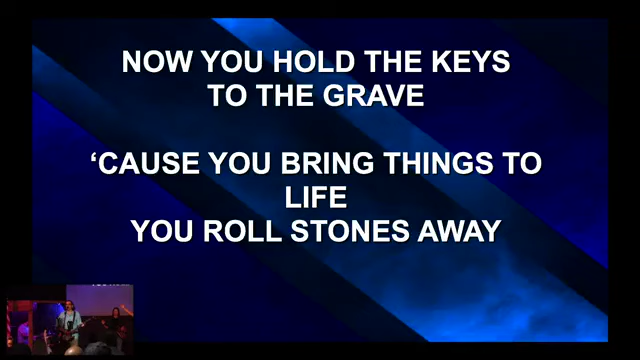 NOW YOU HOLD THE KEYS
TO THE GRAVE
‘CAUSE YOU BRING THINGS TO
LIFE
YOU ROLL STONES AWAY